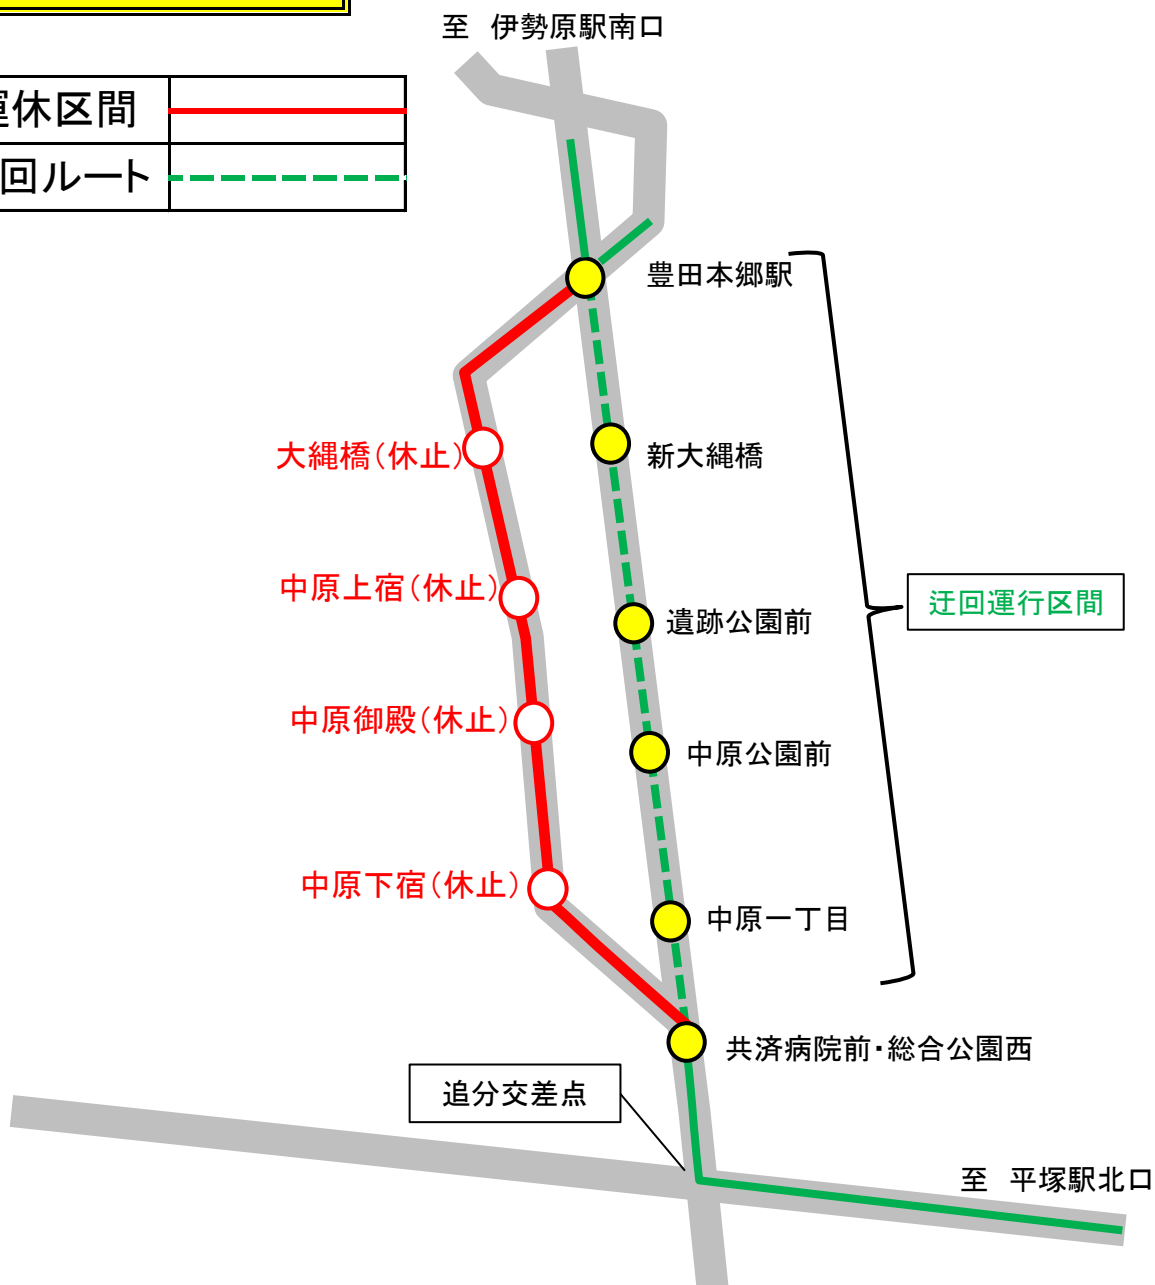 至 伊勢原駅南口
運休区間
回ルート
豊田本郷駅
大縄橋(休止)
新大縄橋
中原上宿(休止)
迂回運行区間
遺跡公園前
中原御殿(休止)
中原公園前
中原下宿(休止)
中原一丁目
共済病院前・総合公園西
追分交差点
至 平塚駅北口